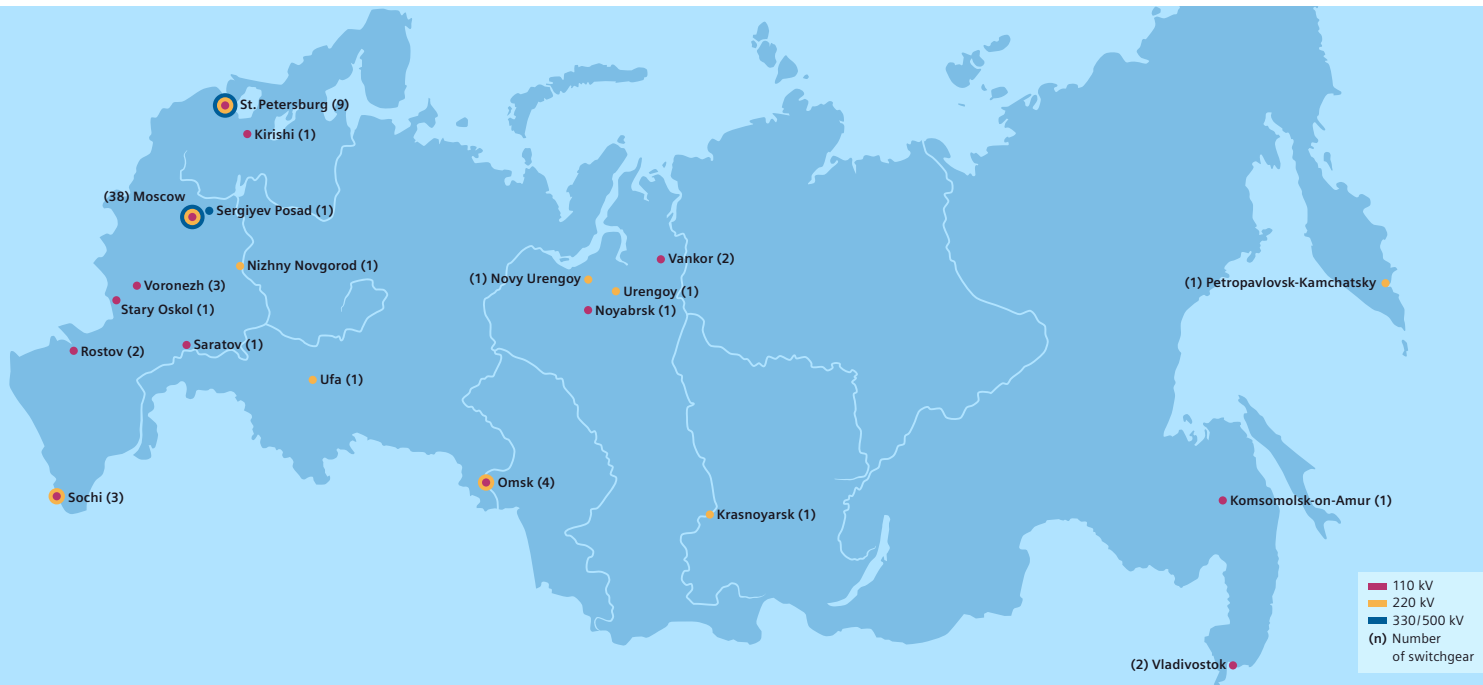 St. Petersburg (9)
Kirishi (1)
(38) Moscow
Sergiyev Posad (1)
Nizhny Novgorod (1)
Voronezh (3)
Stary Oskol (1)
Rostov (2)
Saratov (1)
Ufa (1)
Sochi (3)
Omsk (4)
Vankor (2)
(1) Novy Urengoy
Urengoy (1)
Noyabrsk (1)
Krasnoyarsk (1)
(1) Petropavlovsk-Kamchatsky
Komsomolsk-on-Amur (1)
(2) Vladivostok
110 kV
220 kV
330/500 kV
(n) Number
of switchgear